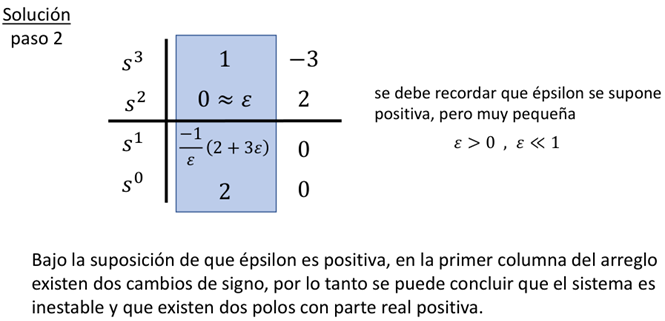 Solución
paso 2
s³ 1 −3
s² 0 ≈ ε 2
s¹ −1/ε (2 + 3ε) 0
s⁰ 2 0
se debe recordar que épsilon se supone
positiva, pero muy pequeña
ε > 0 , ε ≪ 1
Bajo la suposición de que épsilon es positiva, en la primer columna del arreglo
existen dos cambios de signo, por lo tanto se puede concluir que el sistema es
inestable y que existen dos polos con parte real positiva.